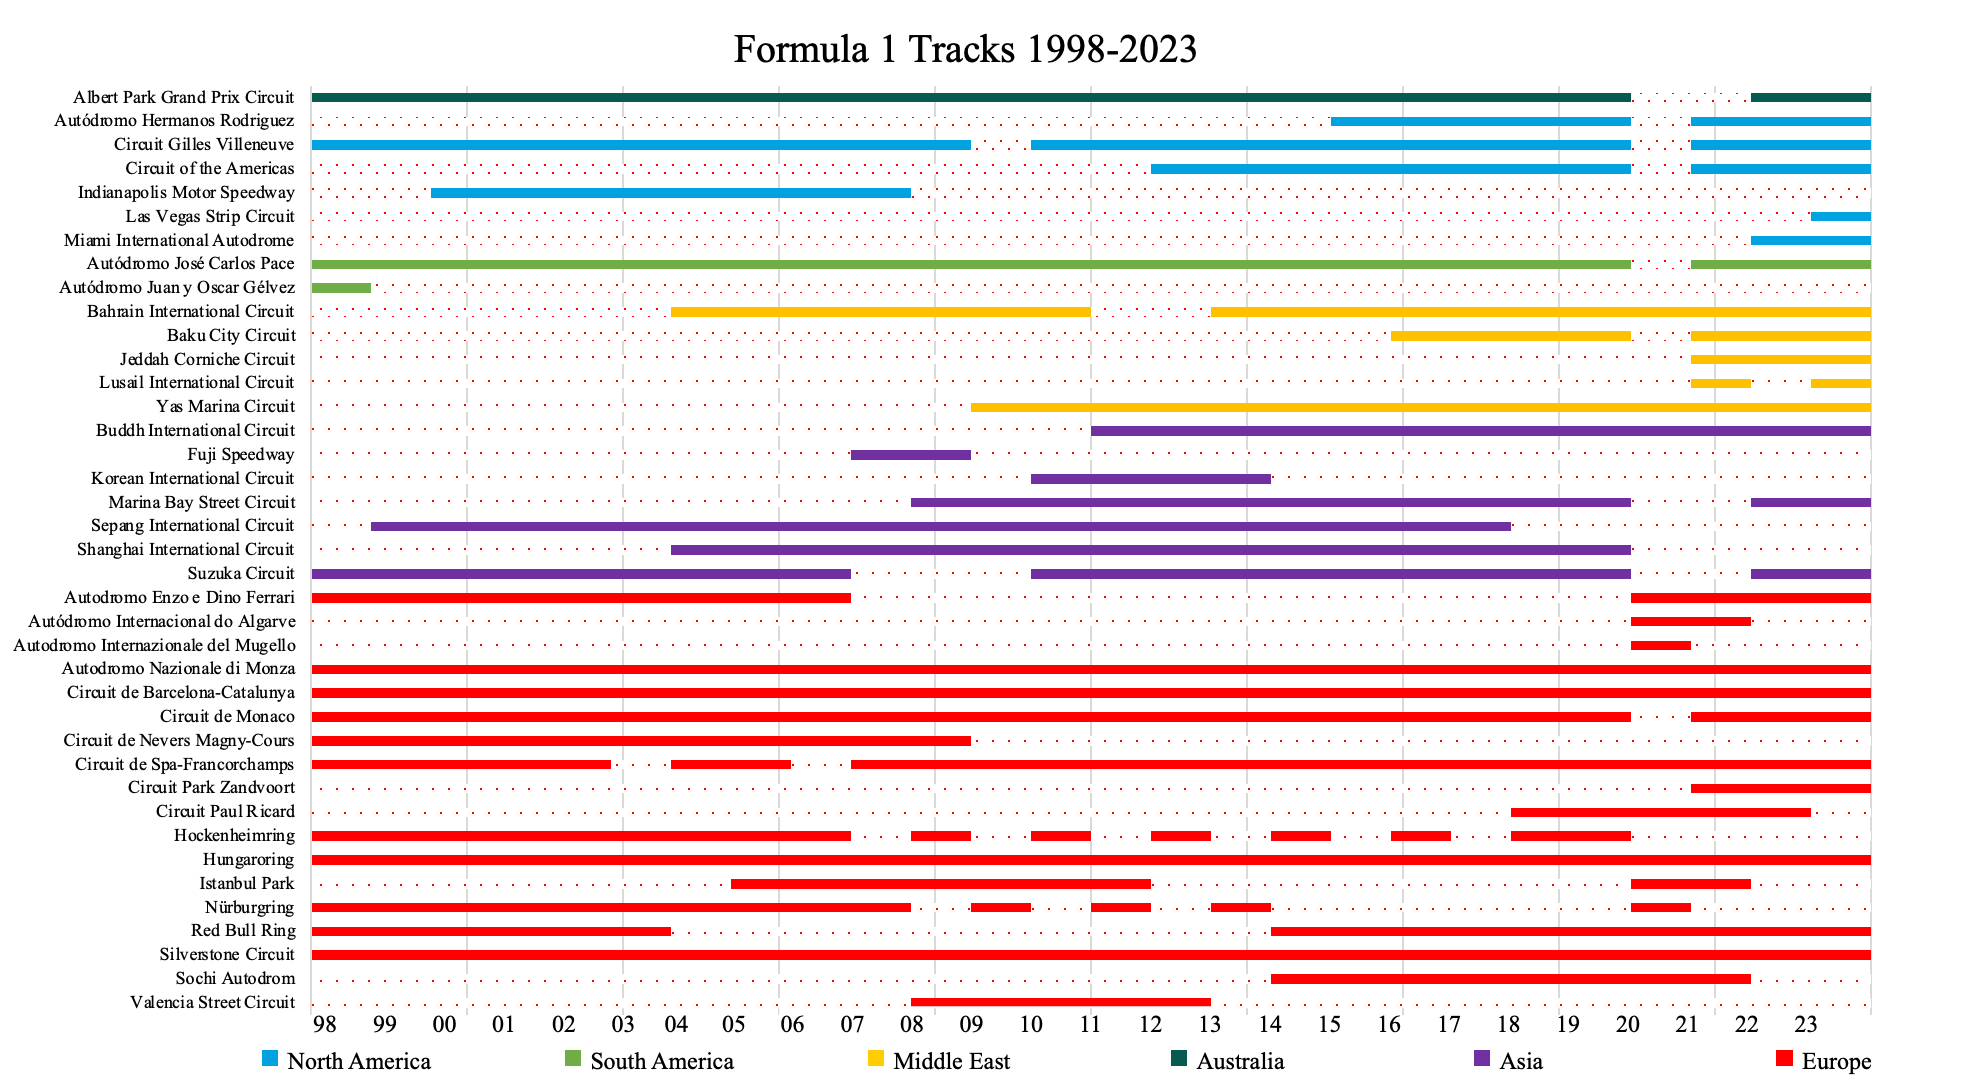 Formula 1 Tracks 1998-2023
Albert Park Grand Prix Circuit
Autódromo Hermanos Rodriguez
Circuit Gilles Villeneuve
Circuit of the Americas
Indianapolis Motor Speedway
Las Vegas Strip Circuit
Miami International Autodrome
Autódromo José Carlos Pace
Autódromo Juan y Oscar Gélvez
Bahrain International Circuit
Baku City Circuit
Jeddah Corniche Circuit
Lusail International Circuit
Yas Marina Circuit
Buddh International Circuit
Fuji Speedway
Korean International Circuit
Marina Bay Street Circuit
Sepang International Circuit
Shanghai International Circuit
Suzuka Circuit
Autodromo Enzo e Dino Ferrari
Autódromo Internacional do Algarve
Autodromo Internazionale del Mugello
Autodromo Nazionale di Monza
Circuit de Barcelona-Catalunya
Circuit de Monaco
Circuit de Nevers Magny-Cours
Circuit de Spa-Francorchamps
Circuit Park Zandvoort
Circuit Paul Ricard
Hockenheimring
Hungaroring
Istanbul Park
Nürburgring
Red Bull Ring
Silverstone Circuit
Sochi Autodrom
Valencia Street Circuit
98 99 00 01 02 03 04 05 06 07 08 09 10 11 12 13 14 15 16 17 18 19 20 21 22 23
North America South America Middle East Australia Asia Europe